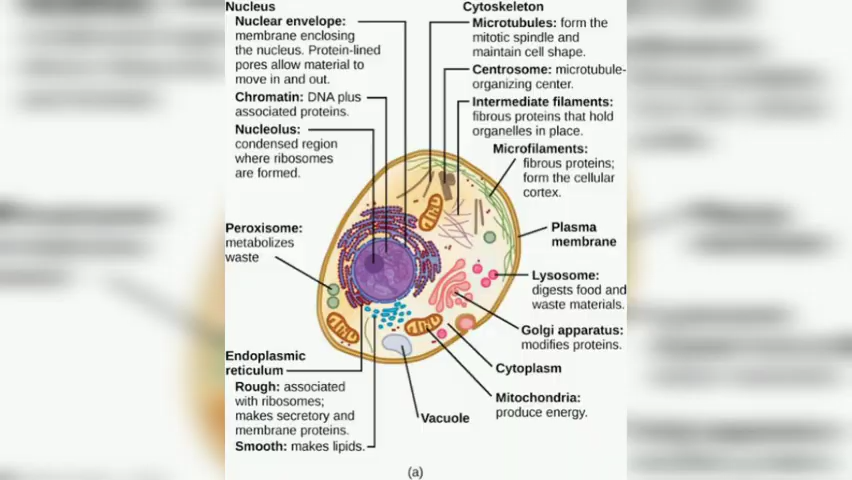 Nucleus
Nuclear envelope:
membrane enclosing
the nucleus. Protein-lined
pores allow material to
move in and out.
Chromatin: DNA plus
associated proteins.
Nucleolus:
condensed region
where ribosomes
are formed.
Peroxisome:
metabolizes
waste
Endoplasmic
reticulum
Rough: associated
with ribosomes;
makes secretory and
membrane proteins.
Smooth: makes lipids.
Cytoskeleton
Microtubules: form the
mitotic spindle and
maintain cell shape.
Centrosome: microtubule-
organizing center.
Intermediate filaments:
fibrous proteins that hold
organelles in place.
Microfilaments:
fibrous proteins;
form the cellular
cortex.
Plasma
membrane
Lysosome:
digests food and
waste materials.
Golgi apparatus:
modifies proteins.
Cytoplasm
Mitochondria:
produce energy.
Vacuole
(a)